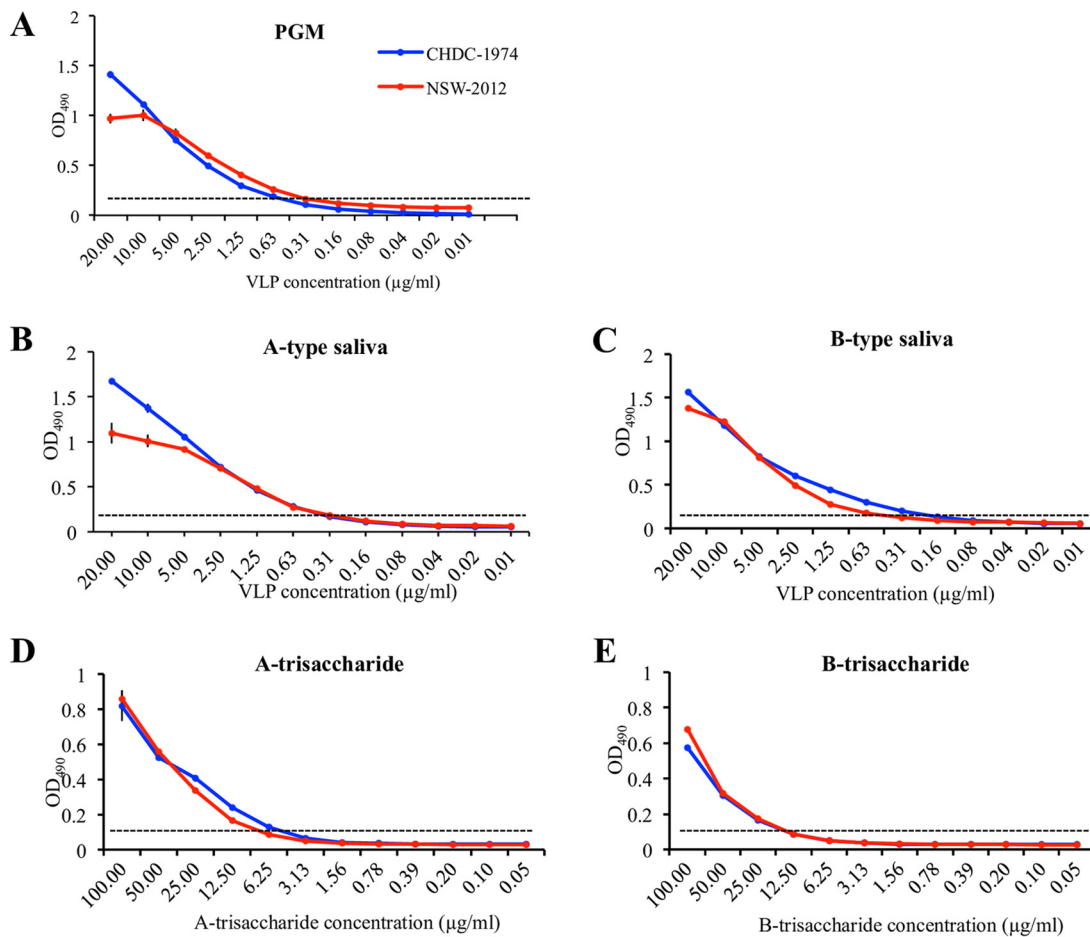 A
PGM
CHDC-1974
NSW-2012
OD490
2
1.5
1
0.5
0
20.00 10.00 5.00 2.50 1.25 0.63 0.31 0.16 0.08 0.04 0.02 0.01
VLP concentration (µg/ml)
B
A-type saliva
OD490
2
1.5
1
0.5
0
20.00 10.00 5.00 2.50 1.25 0.63 0.31 0.16 0.08 0.04 0.02 0.01
VLP concentration (µg/ml)
C
B-type saliva
OD490
2
1.5
1
0.5
0
20.00 10.00 5.00 2.50 1.25 0.63 0.31 0.16 0.08 0.04 0.02 0.01
VLP concentration (µg/ml)
D
A-trisaccharide
OD490
1
0.8
0.6
0.4
0.2
0
100.00 50.00 25.00 12.50 6.25 3.13 1.56 0.78 0.39 0.20 0.10 0.05
A-trisaccharide concentration (µg/ml)
E
B-trisaccharide
OD490
1
0.8
0.6
0.4
0.2
0
100.00 50.00 25.00 12.50 6.25 3.13 1.56 0.78 0.39 0.20 0.10 0.05
B-trisaccharide concentration (µg/ml)